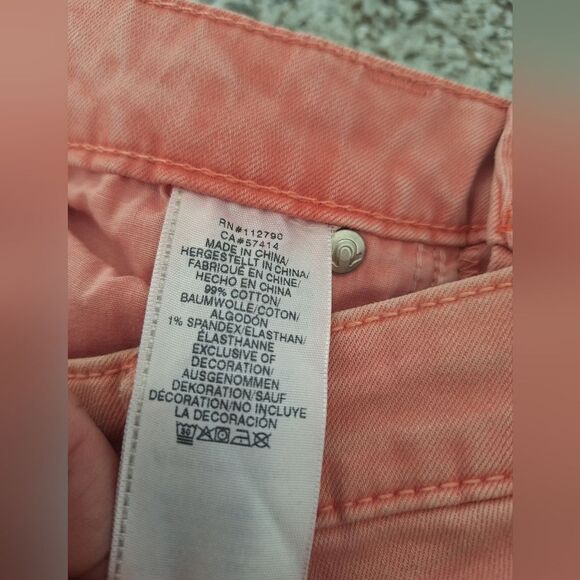 RN#112790
CA#57414
MADE IN CHINA/
HERGESTELLT IN CHINA/
FABRIQUÉ EN CHINE/
HECHO EN CHINA
99% COTTON/
BAUMWOLLE/COTON/
ALGODÓN
1% SPANDEX/ELASTHAN/
ÉLASTHANNE
EXCLUSIVE OF
DECORATION/
AUSGENOMMEN
DEKORATION/SAUF
DÉCORATION/NO INCLUYE
LA DECORACIÓN
30